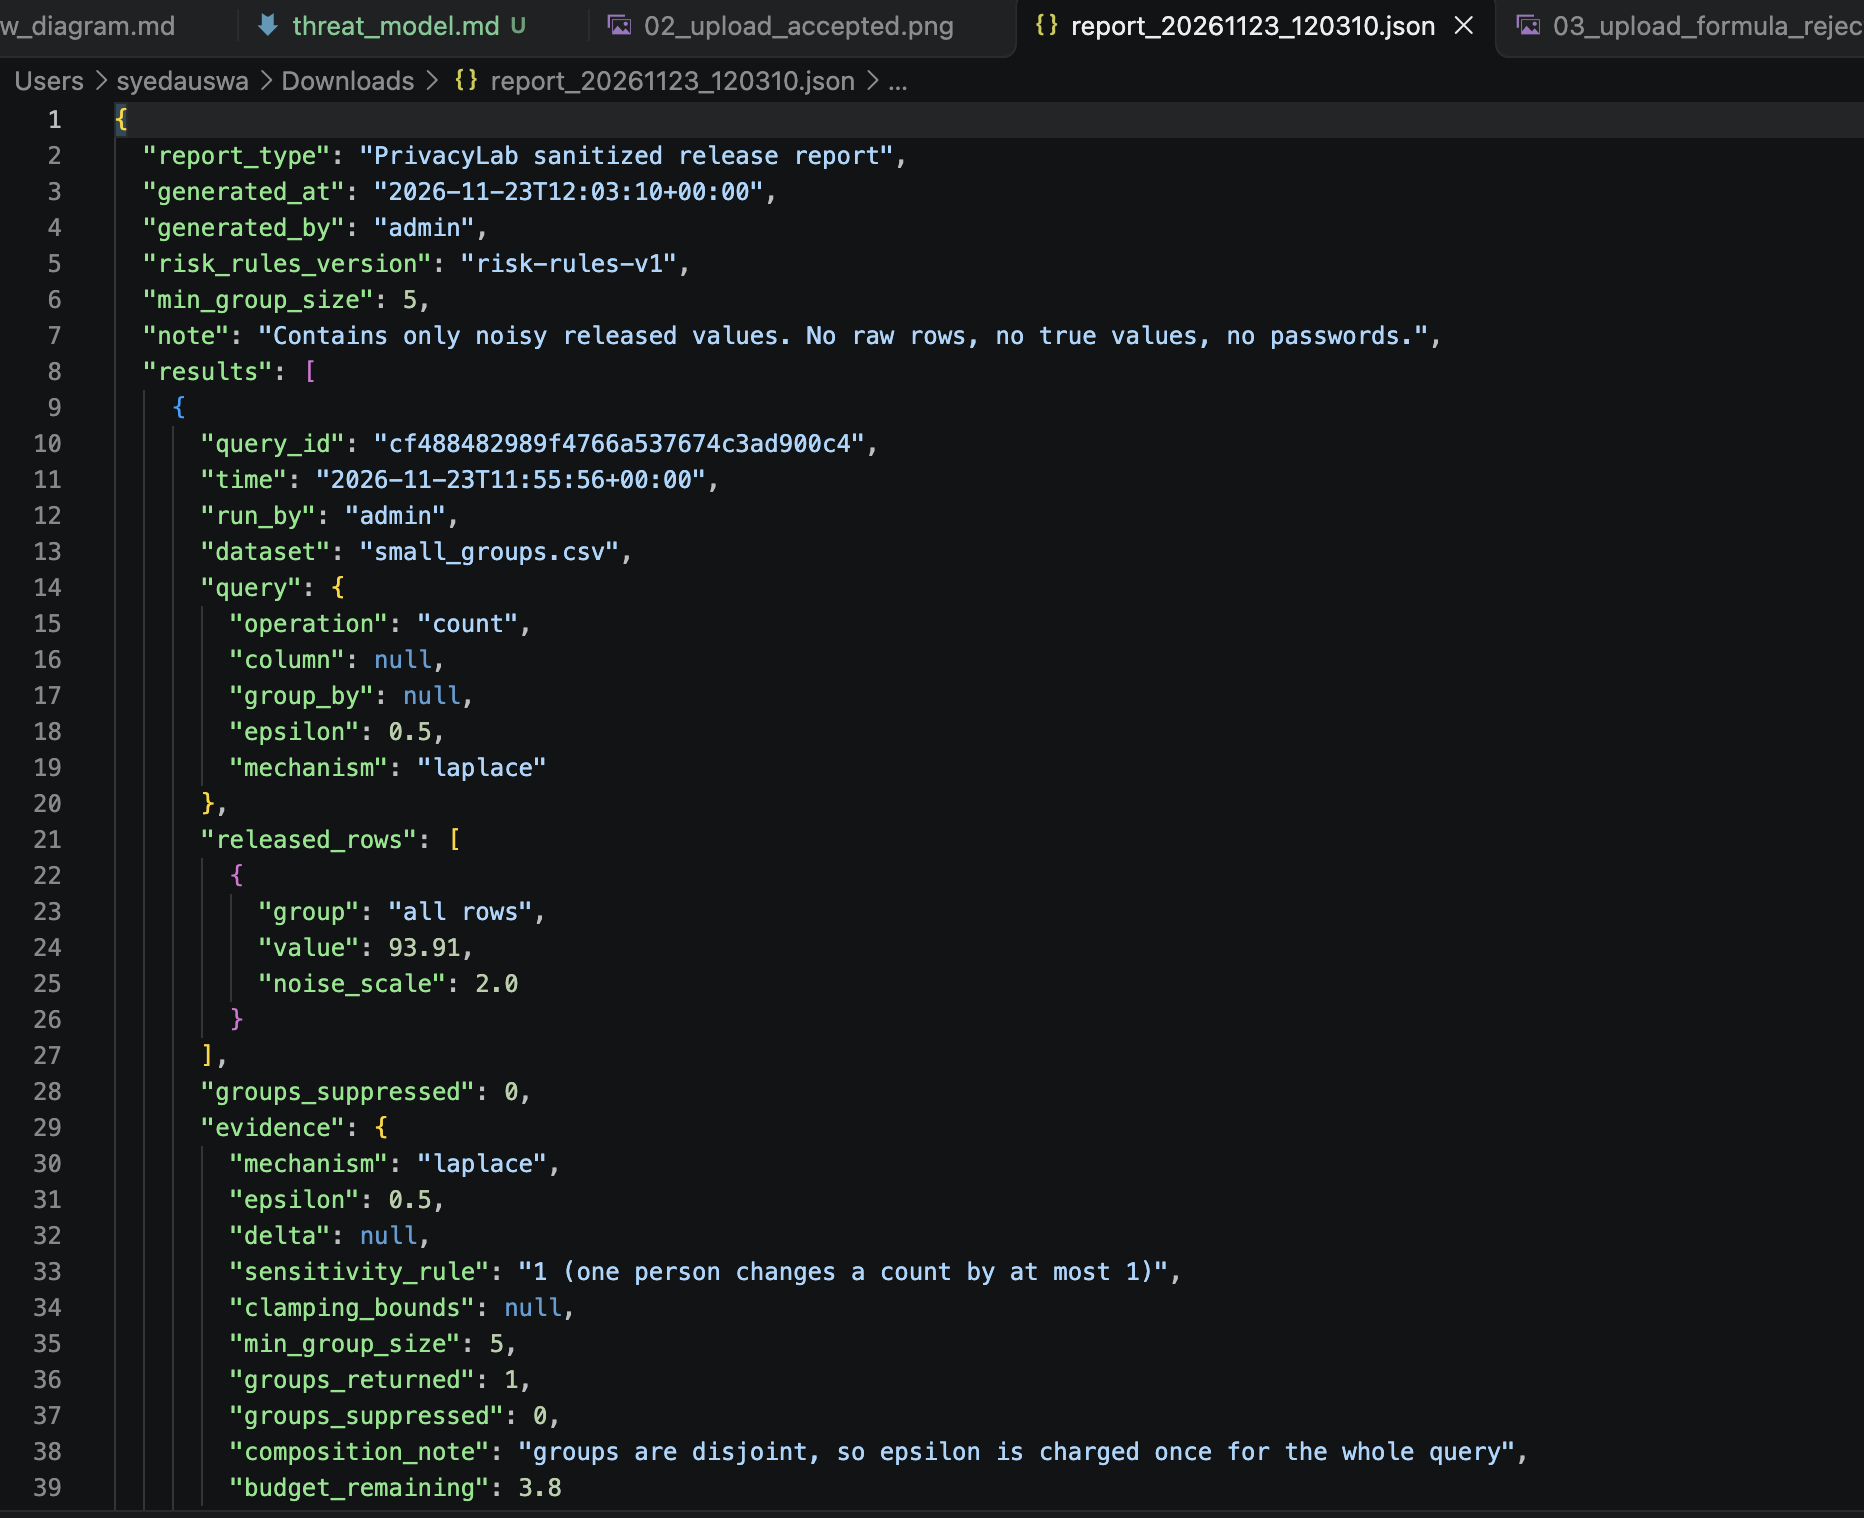 w_diagram.md threat_model.md U 02_upload_accepted.png {} report_20261123_120310.json 03_upload_formula_rejec
Users > syedauswa > Downloads > {} report_20261123_120310.json > ...
1 {
2 "report_type": "PrivacyLab sanitized release report",
3 "generated_at": "2026-11-23T12:03:10+00:00",
4 "generated_by": "admin",
5 "risk_rules_version": "risk-rules-v1",
6 "min_group_size": 5,
7 "note": "Contains only noisy released values. No raw rows, no true values, no passwords.",
8 "results": [
9 {
10 "query_id": "cf488482989f4766a537674c3ad900c4",
11 "time": "2026-11-23T11:55:56+00:00",
12 "run_by": "admin",
13 "dataset": "small_groups.csv",
14 "query": {
15 "operation": "count",
16 "column": null,
17 "group_by": null,
18 "epsilon": 0.5,
19 "mechanism": "laplace"
20 },
21 "released_rows": [
22 {
23 "group": "all rows",
24 "value": 93.91,
25 "noise_scale": 2.0
26 }
27 ],
28 "groups_suppressed": 0,
29 "evidence": {
30 "mechanism": "laplace",
31 "epsilon": 0.5,
32 "delta": null,
33 "sensitivity_rule": "1 (one person changes a count by at most 1)",
34 "clamping_bounds": null,
35 "min_group_size": 5,
36 "groups_returned": 1,
37 "groups_suppressed": 0,
38 "composition_note": "groups are disjoint, so epsilon is charged once for the whole query",
39 "budget_remaining": 3.8